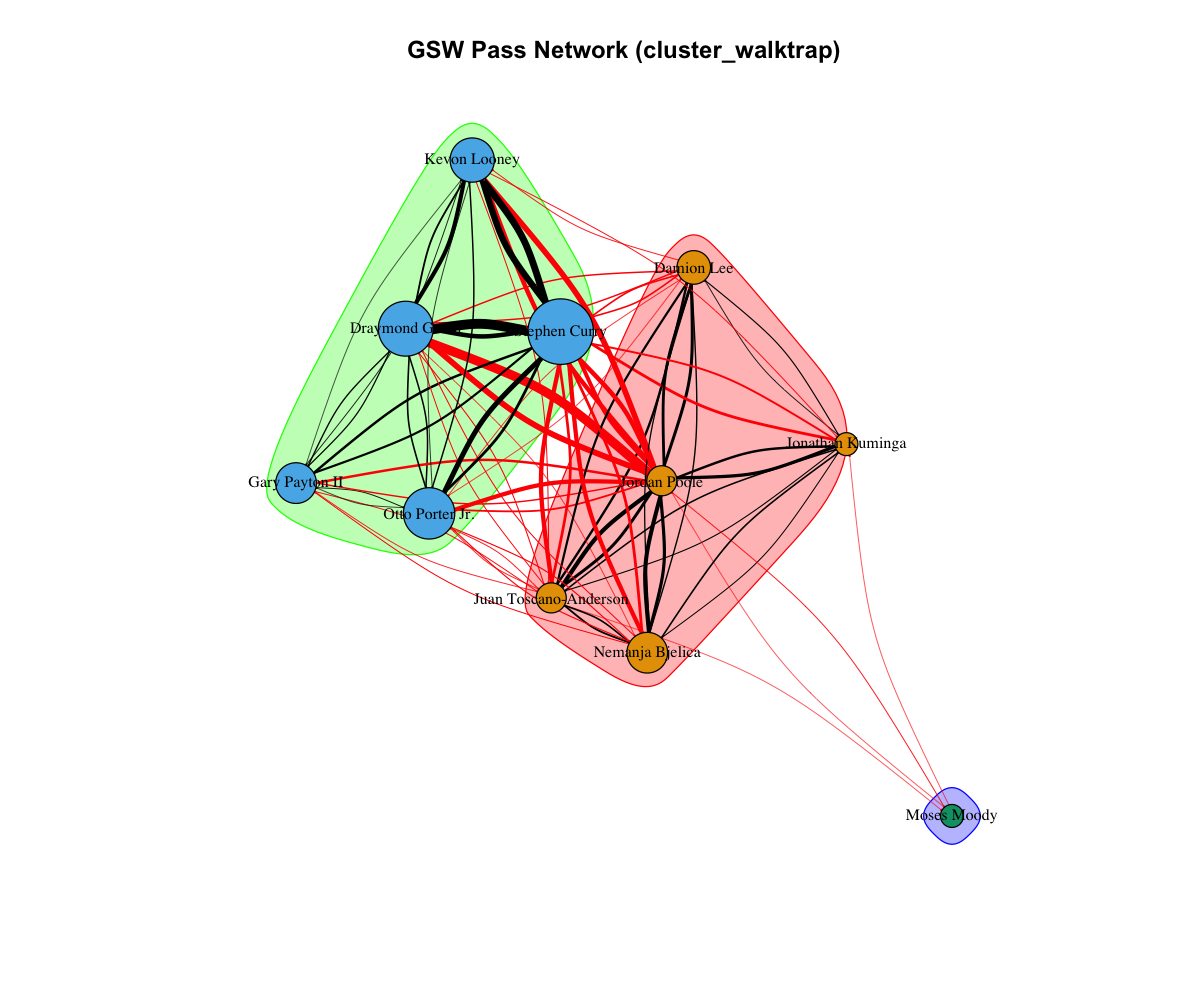 GSW Pass Network (cluster_walktrap)
Kevon Looney
Damion Lee
Draymond
Stephen Curry
Jonathan Kuminga
Gary Payton II
Jordan Poole
Otto Porter Jr.
Juan Toscano-Anderson
Nemanja Bjelica
Moses Moody